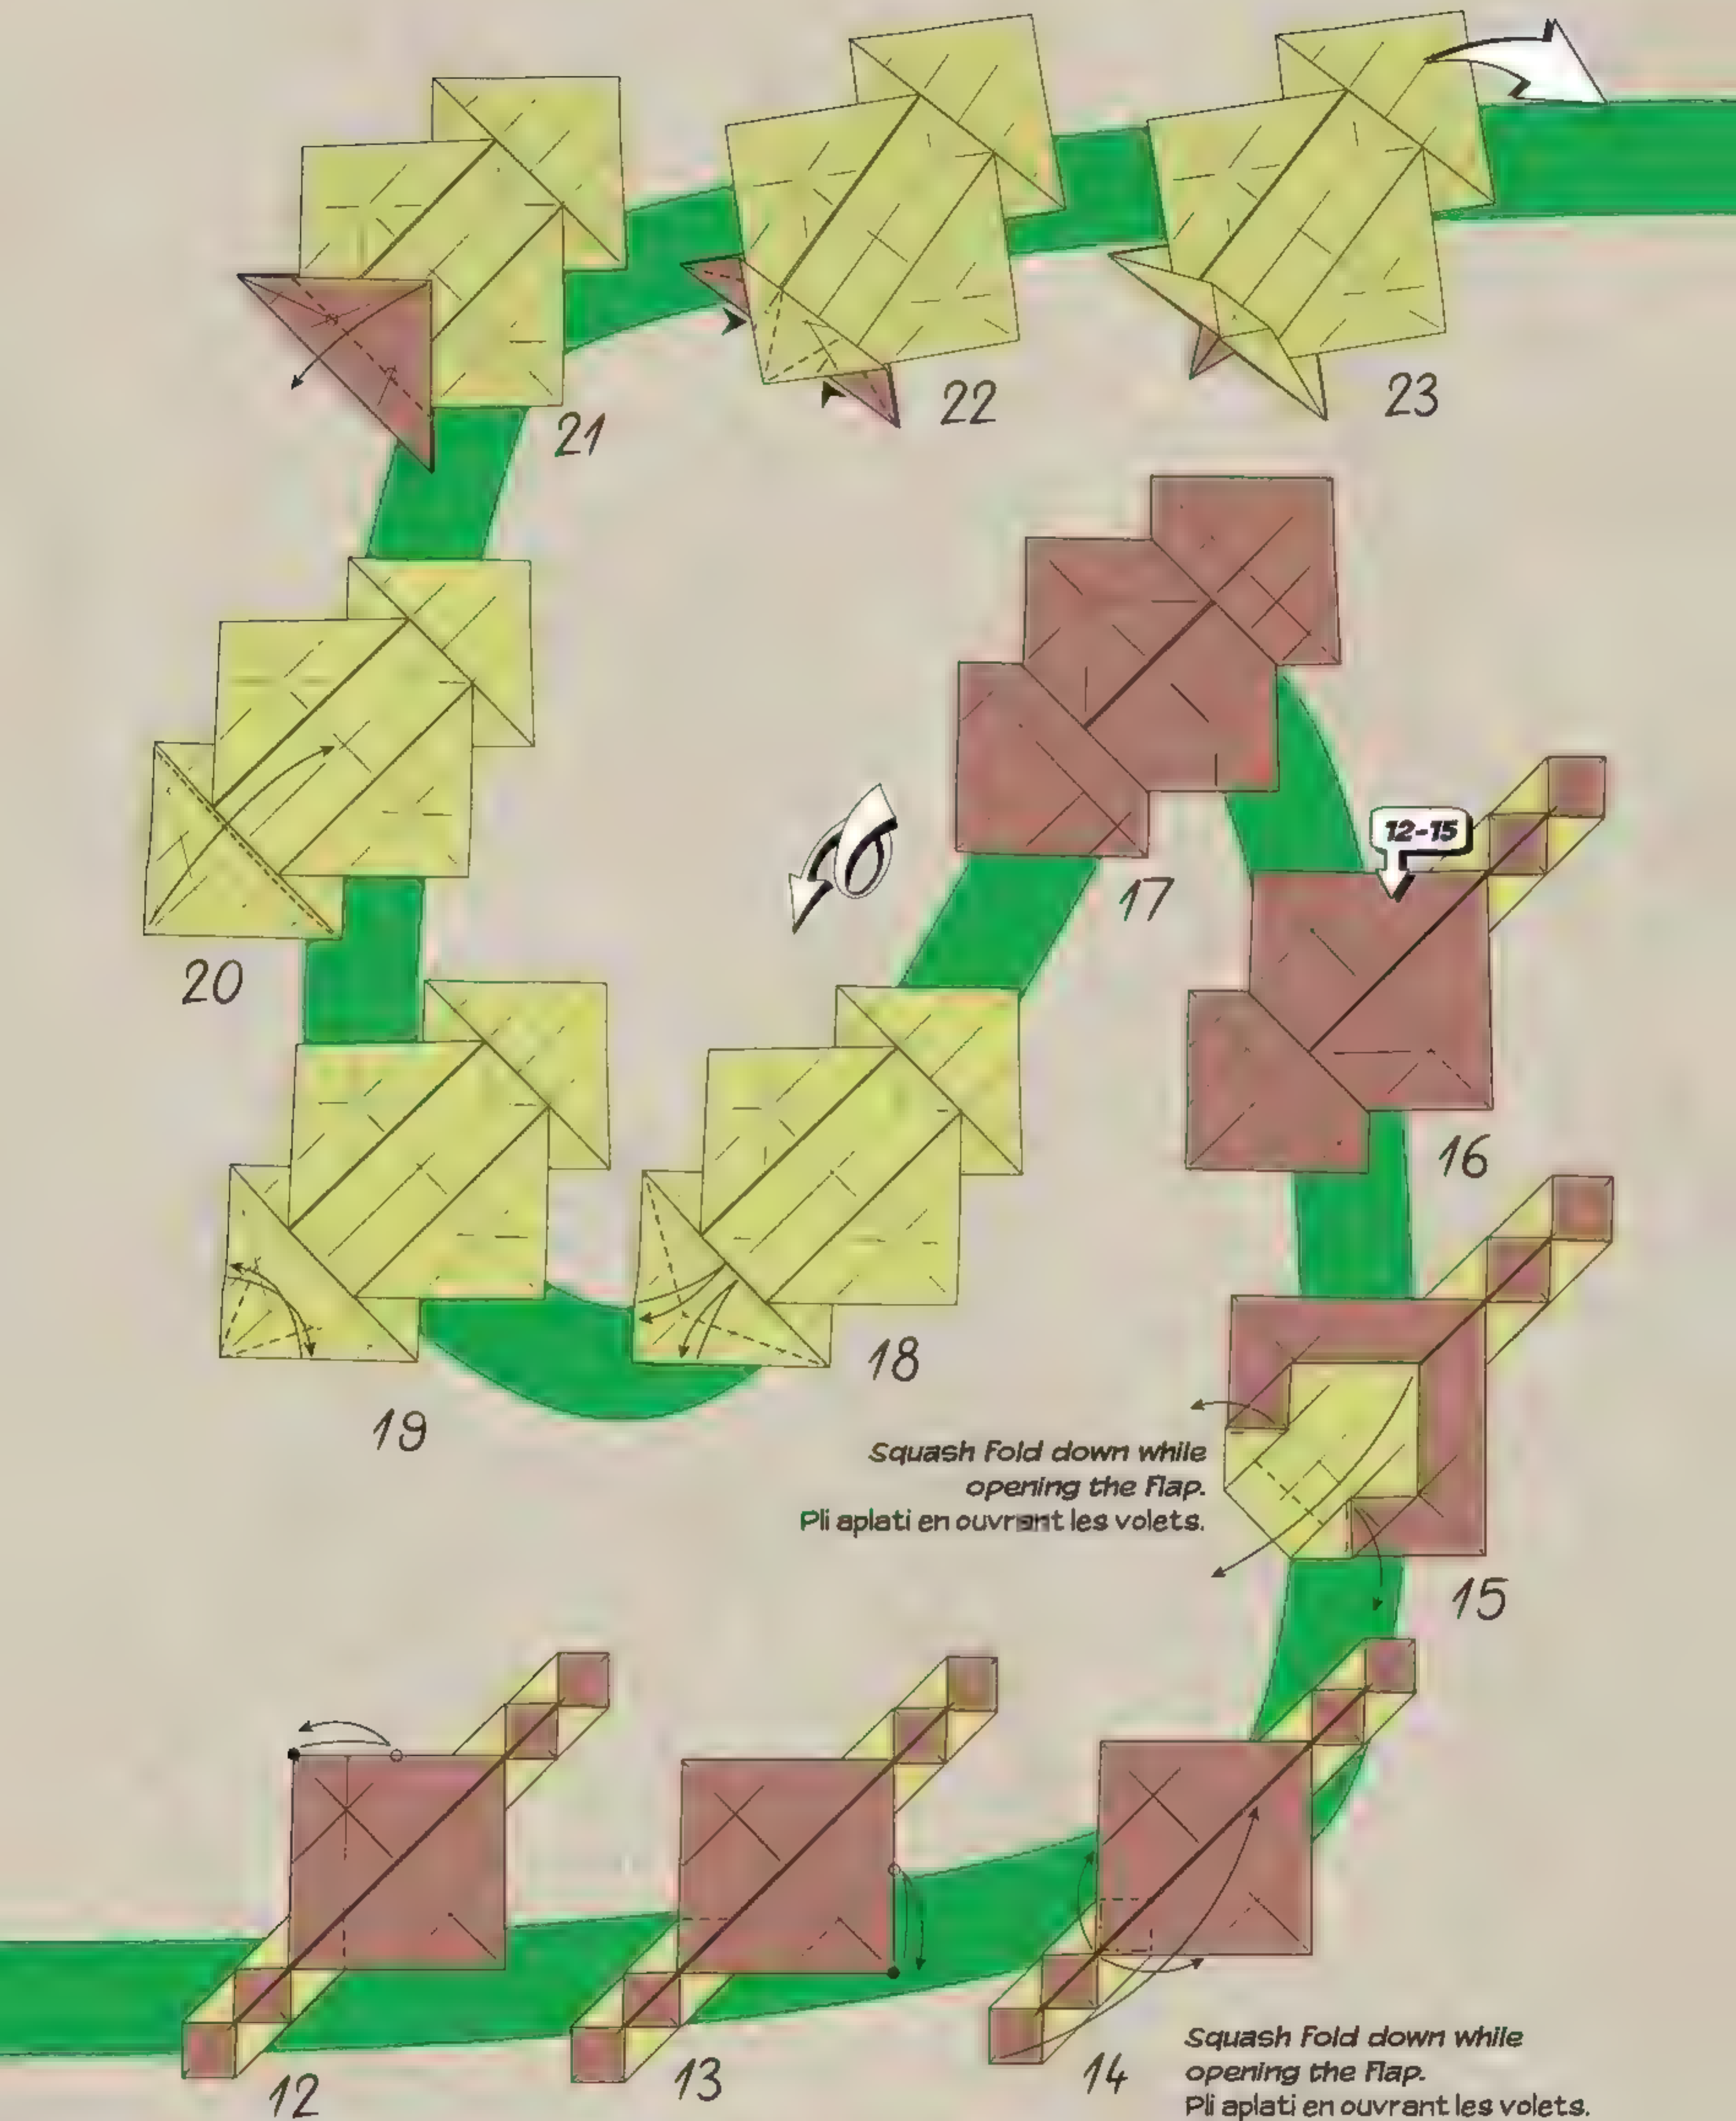 21
22
23
17
12-15
20
16
18
19
Squash fold down while
opening the flap.
Pli aplati en ouvrant les volets.
15
12
13
14
Squash fold down while
opening the flap.
Pli aplati en ouvrant les volets.